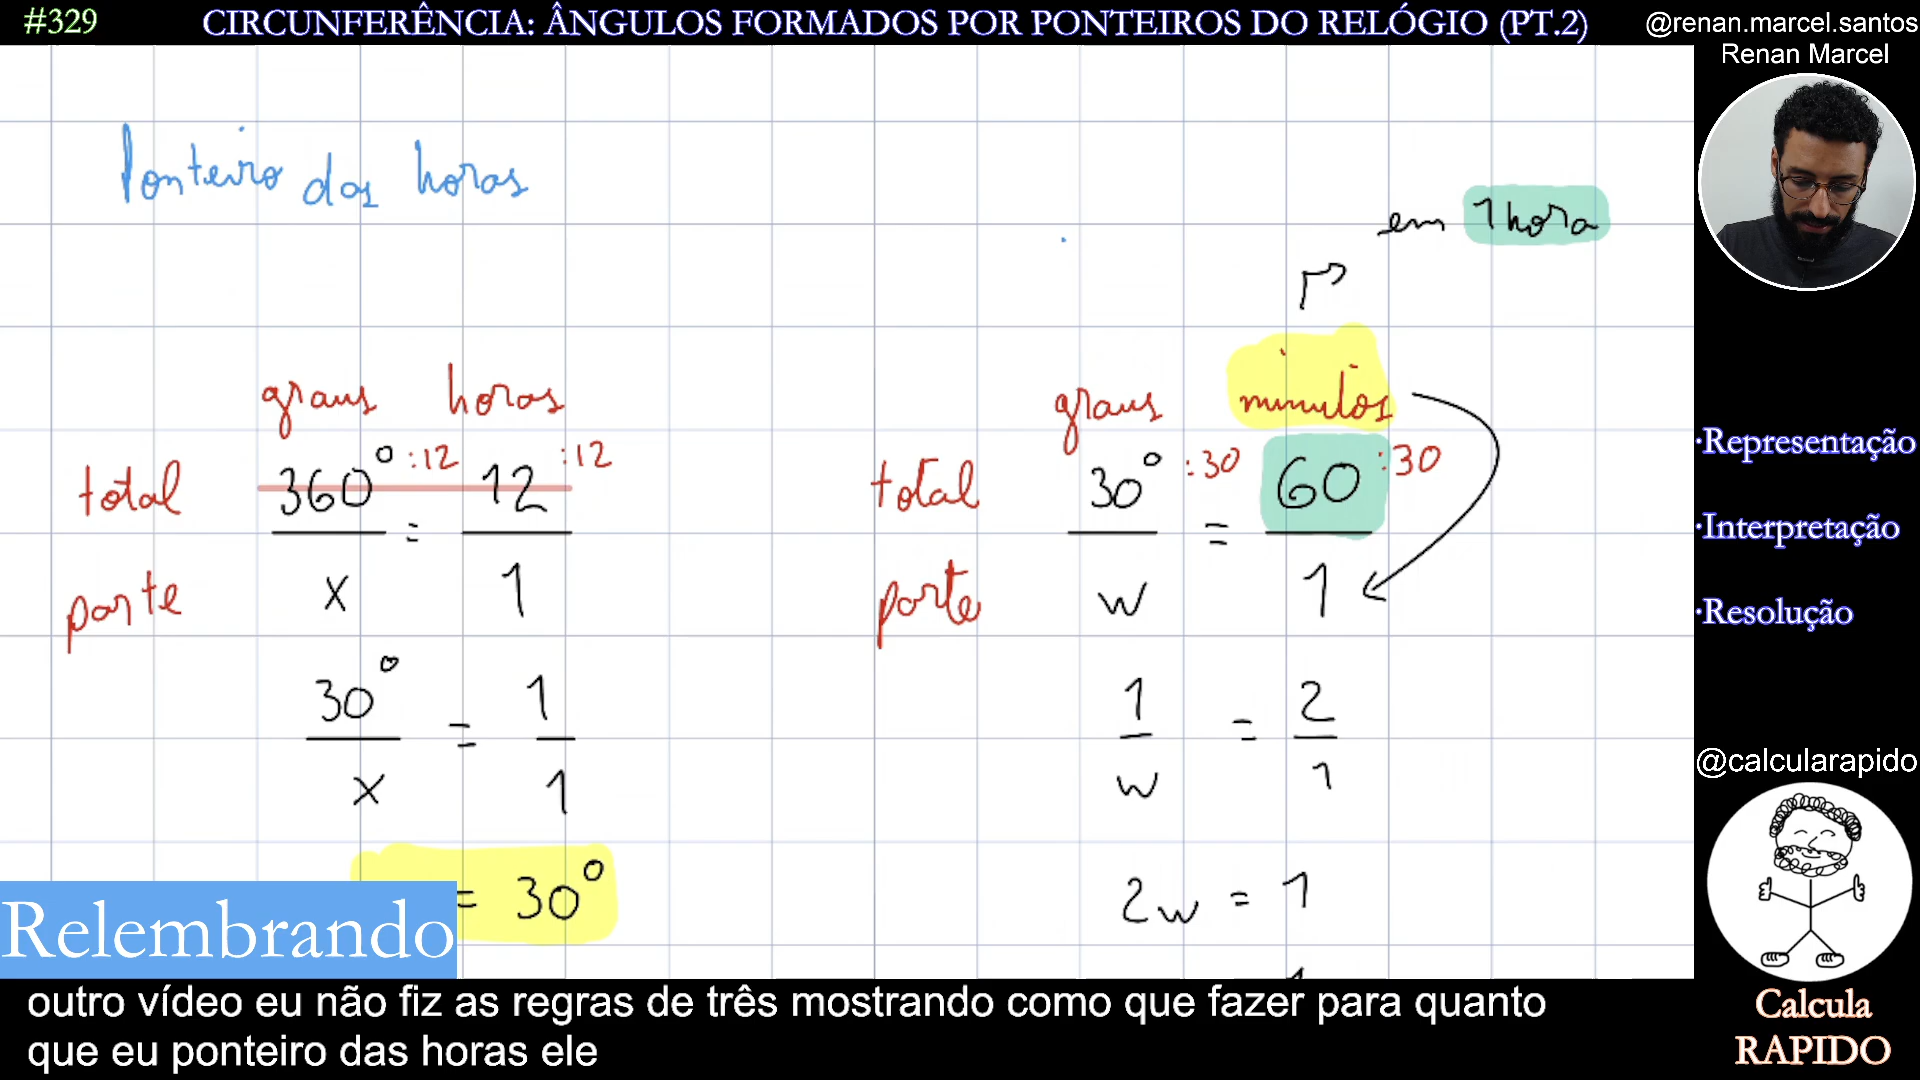 #329
CIRCUNFERÊNCIA: ÂNGULOS FORMADOS POR PONTEIROS DO RELÓGIO (PT.2)
@renan.marcel.santos
Renan Marcel
Ponteiro das horas
em 1 hora
graus horas
total 360° :12 = 12 :12
parte x 1
30° = 1
x 1
= 30°
graus minutos
total 30° :30 = 60 :30
parte w 1
1 = 2
w 1
2w = 1
·Representação
·Interpretação
·Resolução
@calcularapido
Calcula
RAPIDO
Relembrando
outro vídeo eu não fiz as regras de três mostrando como que fazer para quanto
que eu ponteiro das horas ele